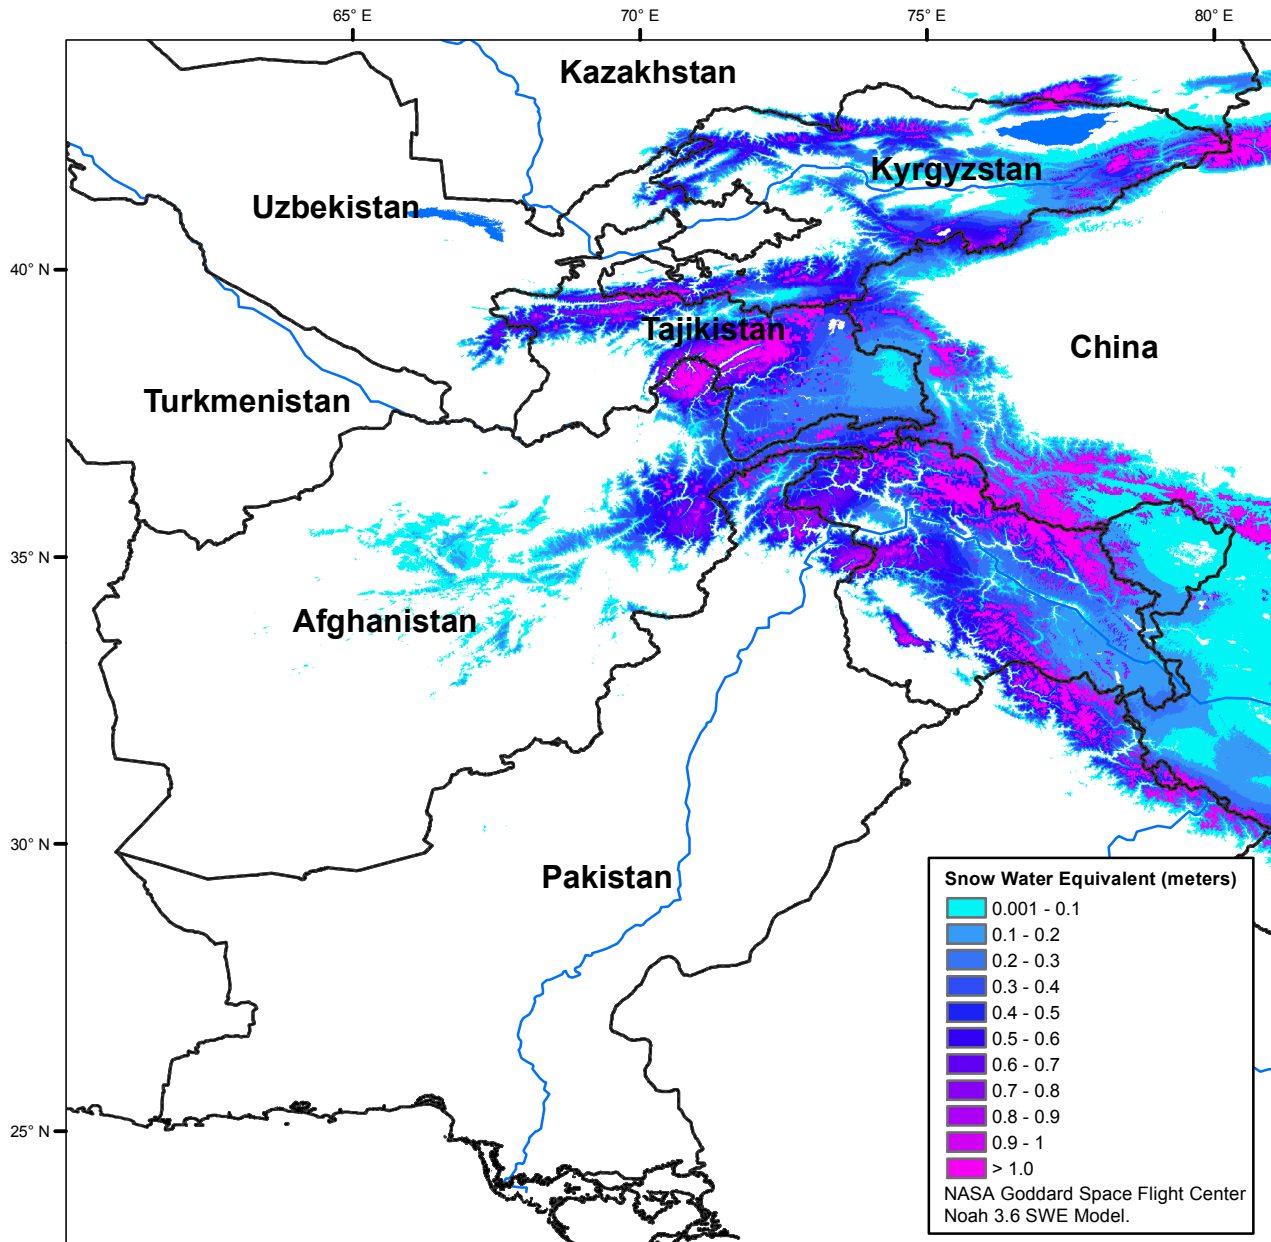 65° E
70° E
75° E
80° E
Kazakhstan
Kyrgyzstan
Uzbekistan
40° N
Tajikistan
China
Turkmenistan
35° N
Afghanistan
30° N
Pakistan
25° N
Snow Water Equivalent (meters)
0.001 - 0.1
0.1 - 0.2
0.2 - 0.3
0.3 - 0.4
0.4 - 0.5
0.5 - 0.6
0.6 - 0.7
0.7 - 0.8
0.8 - 0.9
0.9 - 1
> 1.0
NASA Goddard Space Flight Center
Noah 3.6 SWE Model.